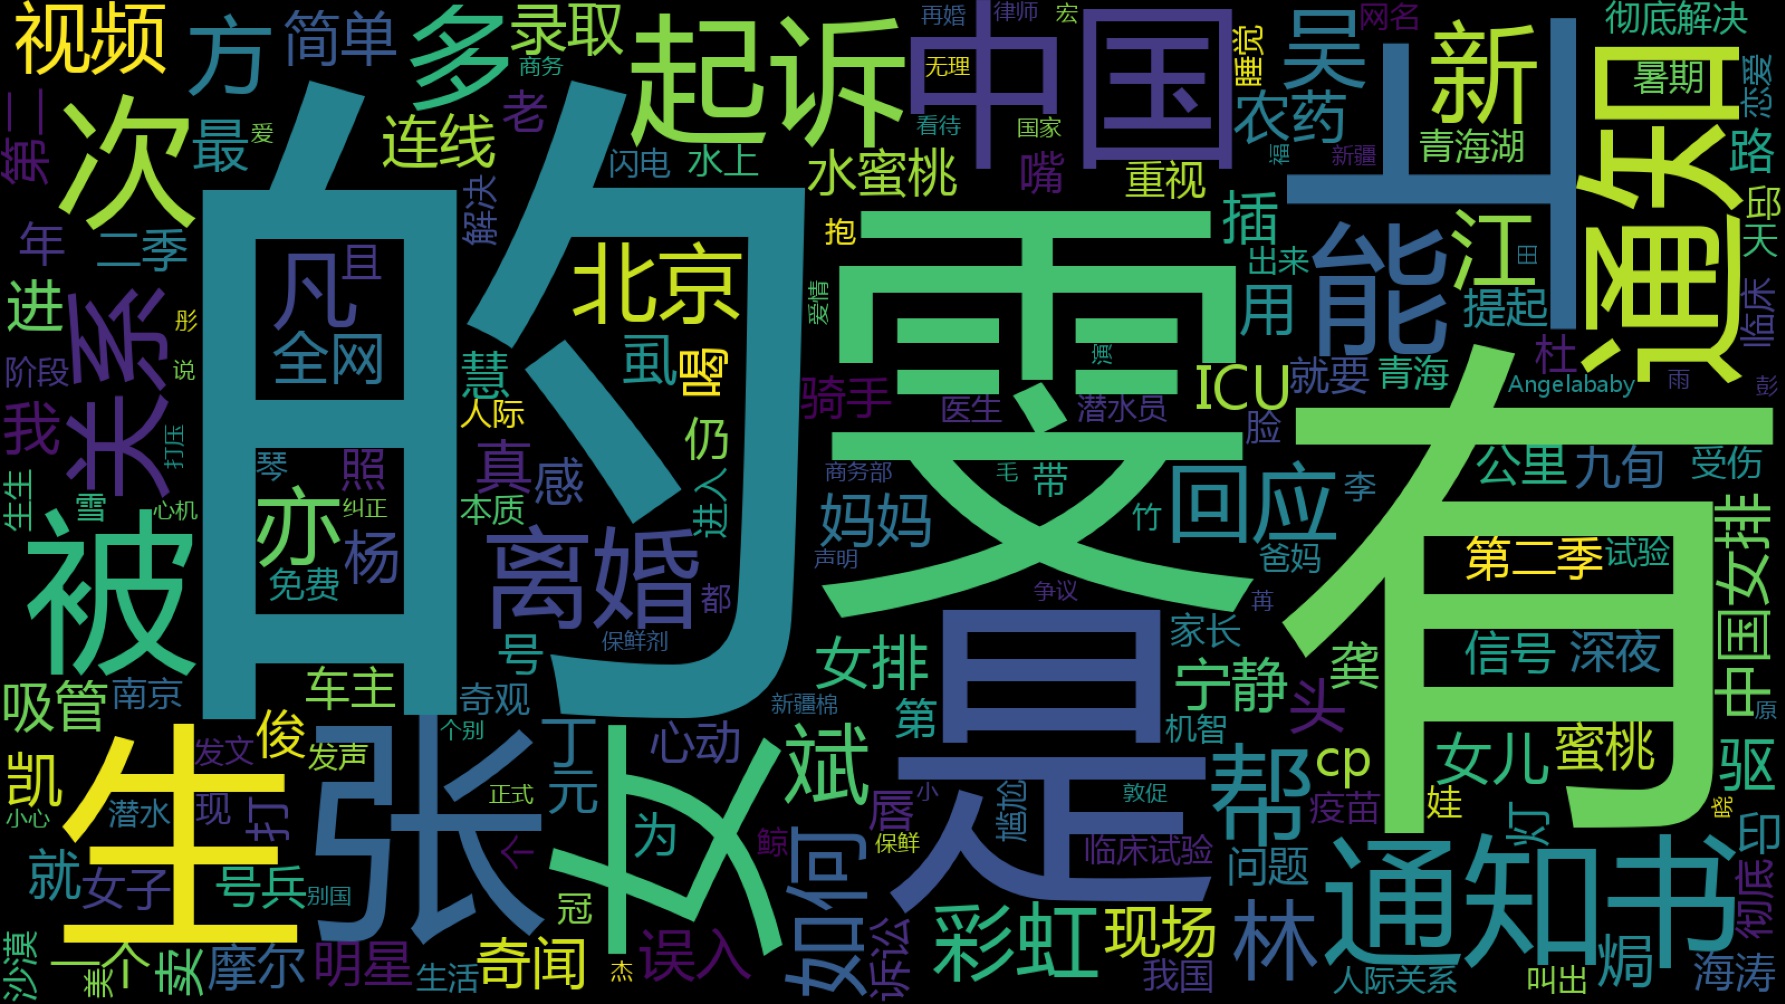 视频
方
简单
多
录取
商务
起诉
中国
再婚
律师
宏
无理
睡觉
吴
网名
上
新
彻底解决
通知
暑期
恋爱
第二
次
最
爱
连线
老
闪电
水上
水蜜桃
看待
国家
嘴
重视
农药
福
新疆
青海湖
路
年
二季
解决
的
凡
且
北京
抱
雯
插
出来
能
江
田
邱
天
进
关系
彤
全网
慧
虱
喝
爱情
演
用
提起
临床
阶段
说
人际
骑手
医生
潜水员
ICU
就要
青海
杜
Angelababy
雨
彭
我
打压
琴
照
真
感
仍
脸
有
公里
九旬
受伤
生生
雪
心机
亦
纠正
本质
进入
商务部
毛
带
回应
李
中国女排
被
杨
免费
离婚
都
妈妈
竹
声明
爸妈
第二季
试验
争议
苒
保鲜剂
号
女排
是
家长
信号
深夜
吸管
南京
车主
奇观
新疆棉
第
宁静
龚
头
机智
原
生
俊
发文
发声
张
个别
丁
心动
女
斌
帮
cp
女儿
蜜桃
驱
凯
小心
潜水
现
打
正式
元
为
鲸
唇
小
尴尬
敦促
疫苗
娃
灯
晓
印
就
女子
号兵
别国
个
冠
如何
保鲜
临床试验
问题
通知书
彻底
沙漠
一个
美
卖
摩尔
明星
生活
奇闻
杰
误入
诉讼
彩虹
现场
我国
林
人际关系
叫出
焗
海涛